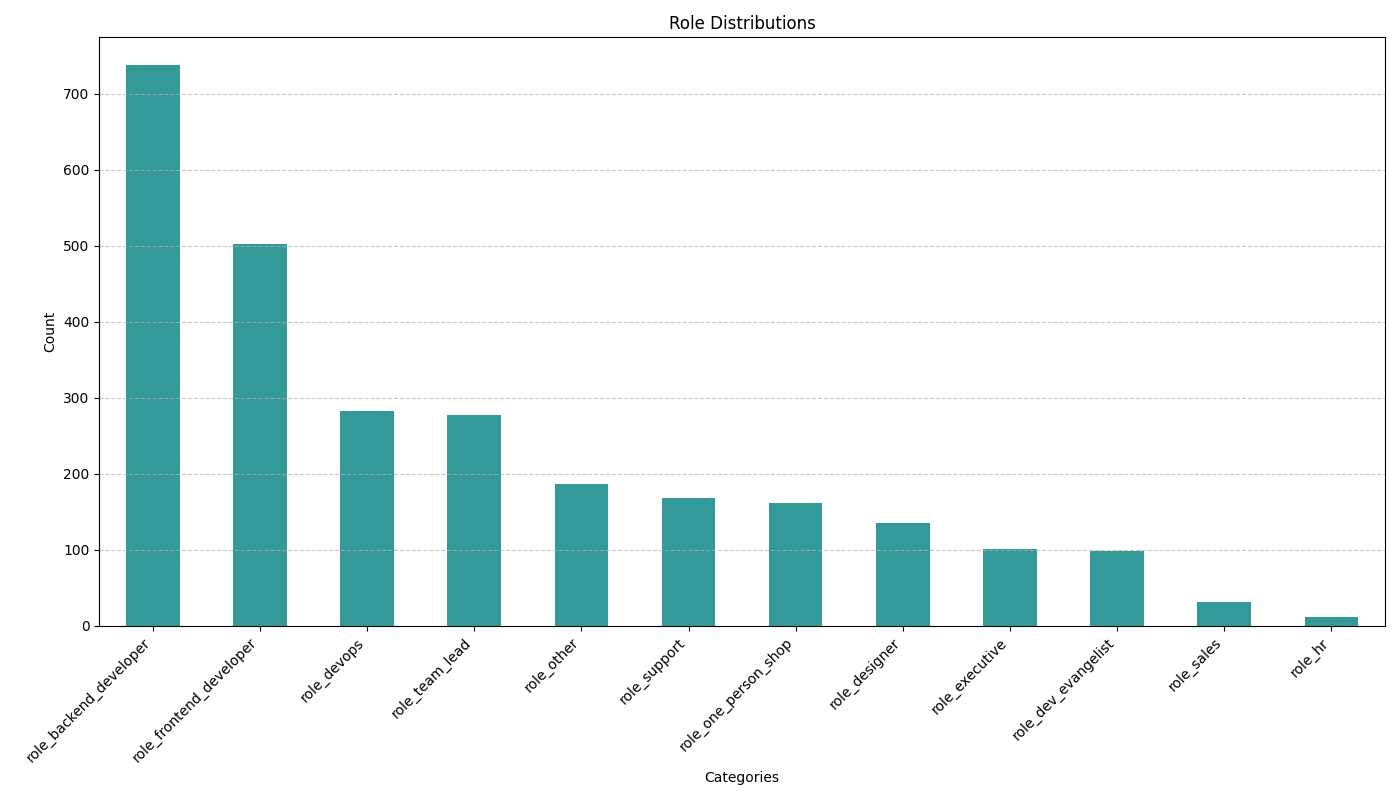 Role Distributions
Count
700
600
500
400
300
200
100
0
role_backend_developer
role_frontend_developer
role_devops
role_team_lead
role_other
role_support
role_one_person_shop
role_designer
role_executive
role_dev_evangelist
role_sales
role_hr
Categories